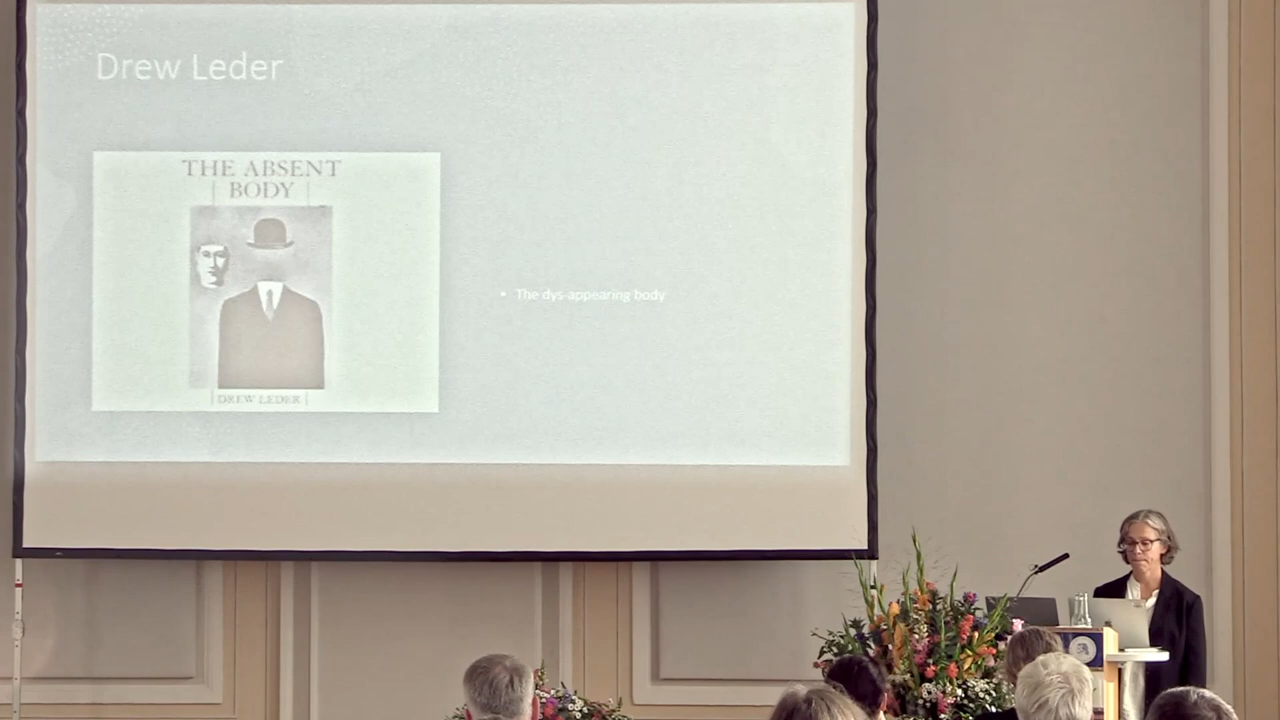 Drew Leder
THE ABSENT
BODY
DREW LEDER
• The dys-appearing body